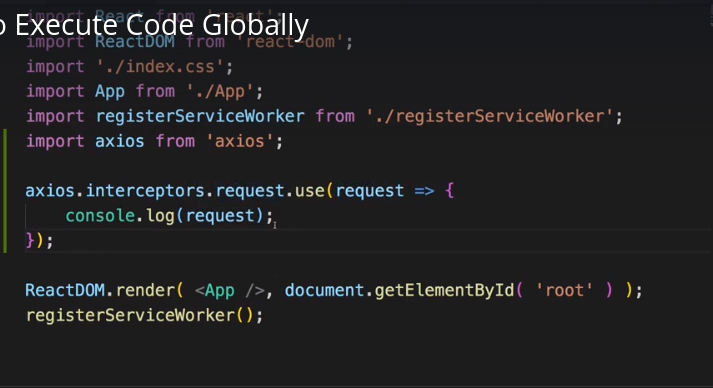 o Execute Code Globally
import React from 'react';
import ReactDOM from 'react-dom';
import './index.css';
import App from './App';
import registerServiceWorker from './registerServiceWorker';
import axios from 'axios';
axios.interceptors.request.use(request => {
console.log(request);
});
ReactDOM.render( <App />, document.getElementById( 'root' ) );
registerServiceWorker();